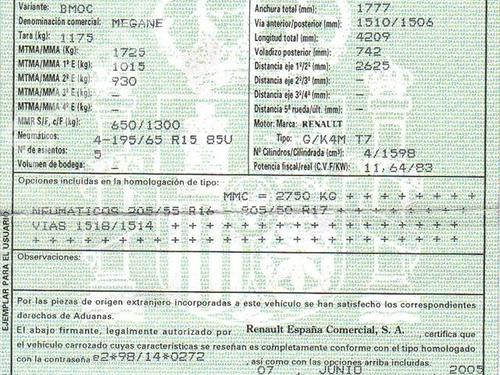 Variante: BMOC
Denominación comercial: MEGANE
Tara (kg): 1175
MTMA/MMA (Kg): 1725
MTMA/MMA 1º E (kg): 1015
MTMA/MMA 2º E (kg): 930
MTMA/MMA 3º E (kg): —
MTMA/MMA 4º E (kg): —
MMR S/F, c/F (kg): 650/1300
Neumáticos: 4-195/65 R15 85U
Nº de asientos: 5
Volumen de bodega: —
Anchura total (mm): 1777
Vía anterior/posterior (mm): 1510/1506
Longitud total (mm): 4209
Voladizo posterior (mm): 742
Distancia eje 1º/2º (mm): 2625
Distancia eje 2º/3º (mm): —
Distancia eje 3º/4º (mm): —
Distancia 5ª rueda/últ. (mm): —
Motor: Marca: RENAULT
Tipo: G/K4M T7
Nº Cilindros/Cilindrada (cm³): 4/1598
Potencia fiscal/real (C.V.F/KW): 11,64/83
Opciones incluidas en la homologación de tipo:
MMC = 2750 KG + + + + + + + +
NEUMATICOS 205/55 R16 - 205/50 R17 + + + + + + +
VIAS 1518/1514 + + + + + + + + + + + + + + + + + +
+ + + + + + + + + + + + + + + + + + + + + + + + + +
Observaciones:
EJEMPLAR PARA EL USUARIO
Por las piezas de origen extranjero incorporadas a este vehículo se han satisfecho los correspondientes
derechos de Aduanas.
El abajo firmante, legalmente autorizado por Renault España Comercial, S. A. certifica que
el vehículo carrozado cuyas características se reseñan es completamente conforme con el tipo homologado
con la contraseña e2*98/14*0272 , así como con las opciones arriba incluidas.
07 JUNIO 2005